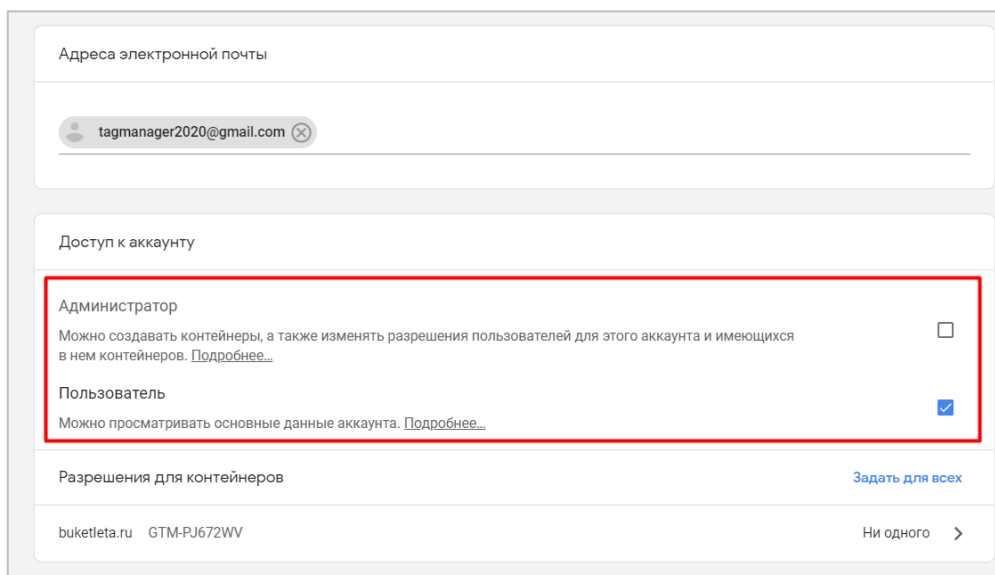 Адреса электронной почты
tagmanager2020@gmail.com
Доступ к аккаунту
Администратор
Можно создавать контейнеры, а также изменять разрешения пользователей для этого аккаунта и имеющихся
в нем контейнеров. Подробнее...
Пользователь
Можно просматривать основные данные аккаунта. Подробнее...
Разрешения для контейнеров Задать для всех
buketleta.ru GTM-PJ672WV Ни одного